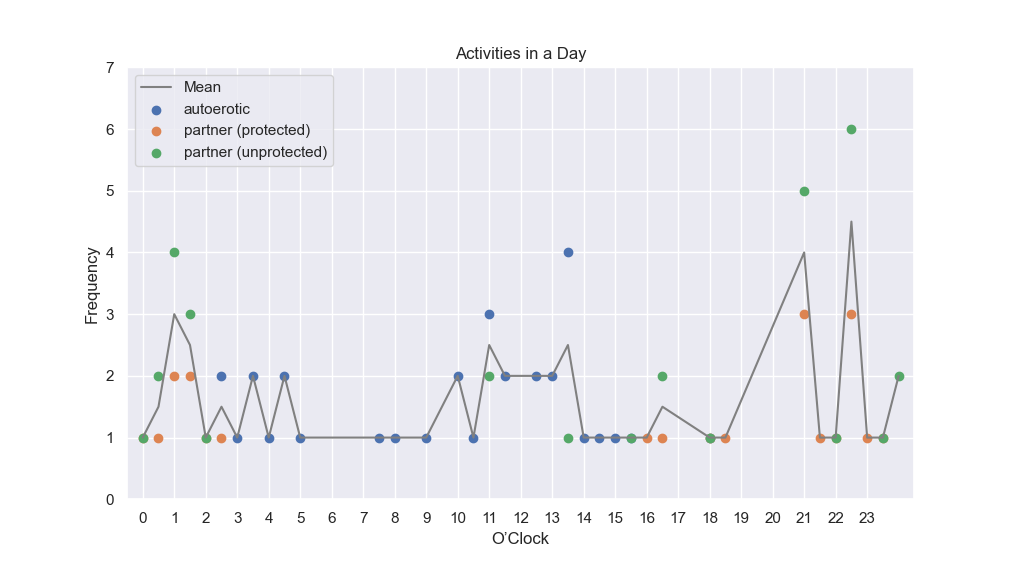 Activities in a Day
7
6
5
4
3
2
1
0
Frequency
Mean
autoerotic
partner (protected)
partner (unprotected)
0 1 2 3 4 5 6 7 8 9 10 11 12 13 14 15 16 17 18 19 20 21 22 23
O'Clock